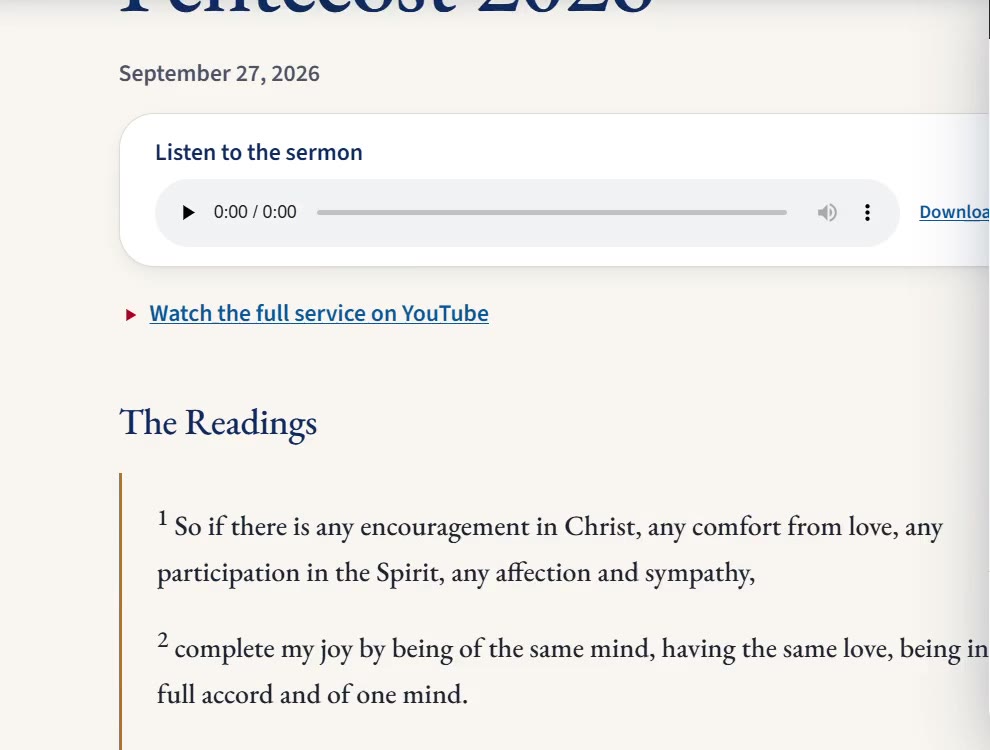 Pentecost 2026
September 27, 2026
Listen to the sermon
0:00 / 0:00
Watch the full service on YouTube
The Readings
1 So if there is any encouragement in Christ, any comfort from love, any
participation in the Spirit, any affection and sympathy,
2 complete my joy by being of the same mind, having the same love, being in
full accord and of one mind.